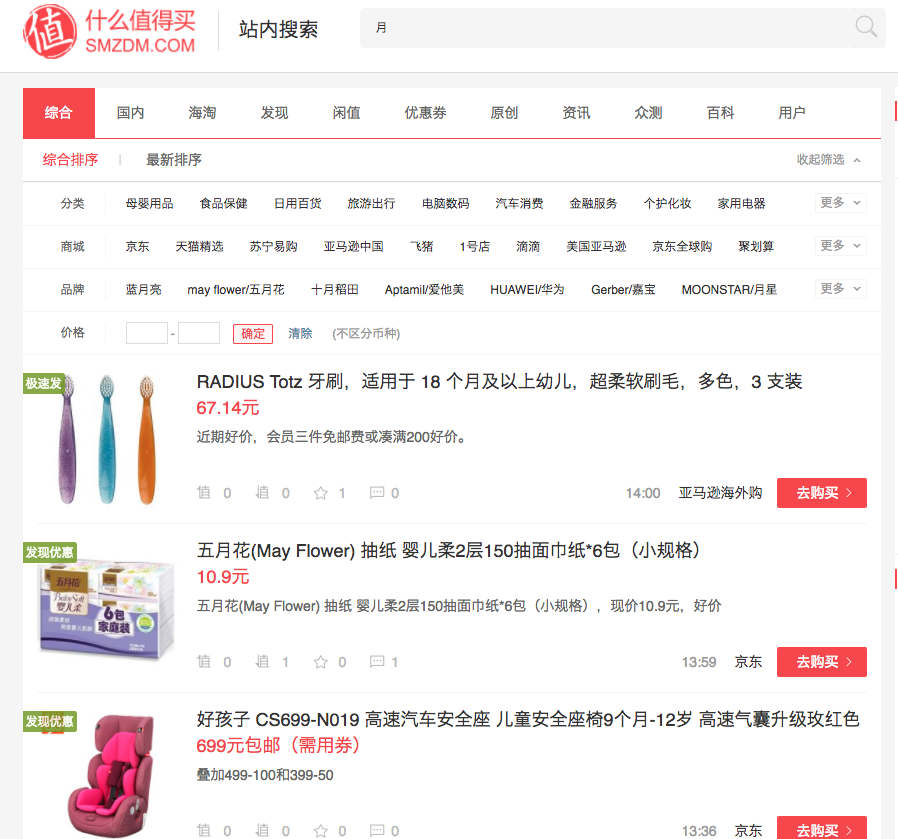 值 什么值得买
SMZDM.COM
站内搜索
月
综合 国内 海淘 发现 闲值 优惠券 原创 资讯 众测 百科 用户
综合排序 | 最新排序 收起筛选
分类 母婴用品 食品保健 日用百货 旅游出行 电脑数码 汽车消费 金融服务 个护化妆 家用电器 更多
商城 京东 天猫精选 苏宁易购 亚马逊中国 飞猪 1号店 滴滴 美国亚马逊 京东全球购 聚划算 更多
品牌 蓝月亮 may flower/五月花 十月稻田 Aptamil/爱他美 HUAWEI/华为 Gerber/嘉宝 MOONSTAR/月星 更多
价格 - 确定 清除 (不区分币种)
极速发
RADIUS Totz 牙刷，适用于 18 个月及以上幼儿，超柔软刷毛，多色，3 支装
67.14元
近期好价，会员三件免邮费或凑满200好价。
值 0 值 0 1 0 14:00 亚马逊海外购 去购买
发现优惠
五月花
BabySoft
婴儿柔
6包
家庭装
五月花(May Flower) 抽纸 婴儿柔2层150抽面巾纸*6包（小规格）
10.9元
五月花(May Flower) 抽纸 婴儿柔2层150抽面巾纸*6包（小规格），现价10.9元，好价
值 0 值 1 0 1 13:59 京东 去购买
发现优惠
好孩子 CS699-N019 高速汽车安全座 儿童安全座椅9个月-12岁 高速气囊升级玫红色
699元包邮（需用券）
叠加499-100和399-50
值 0 值 0 0 0 13:36 京东 去购买